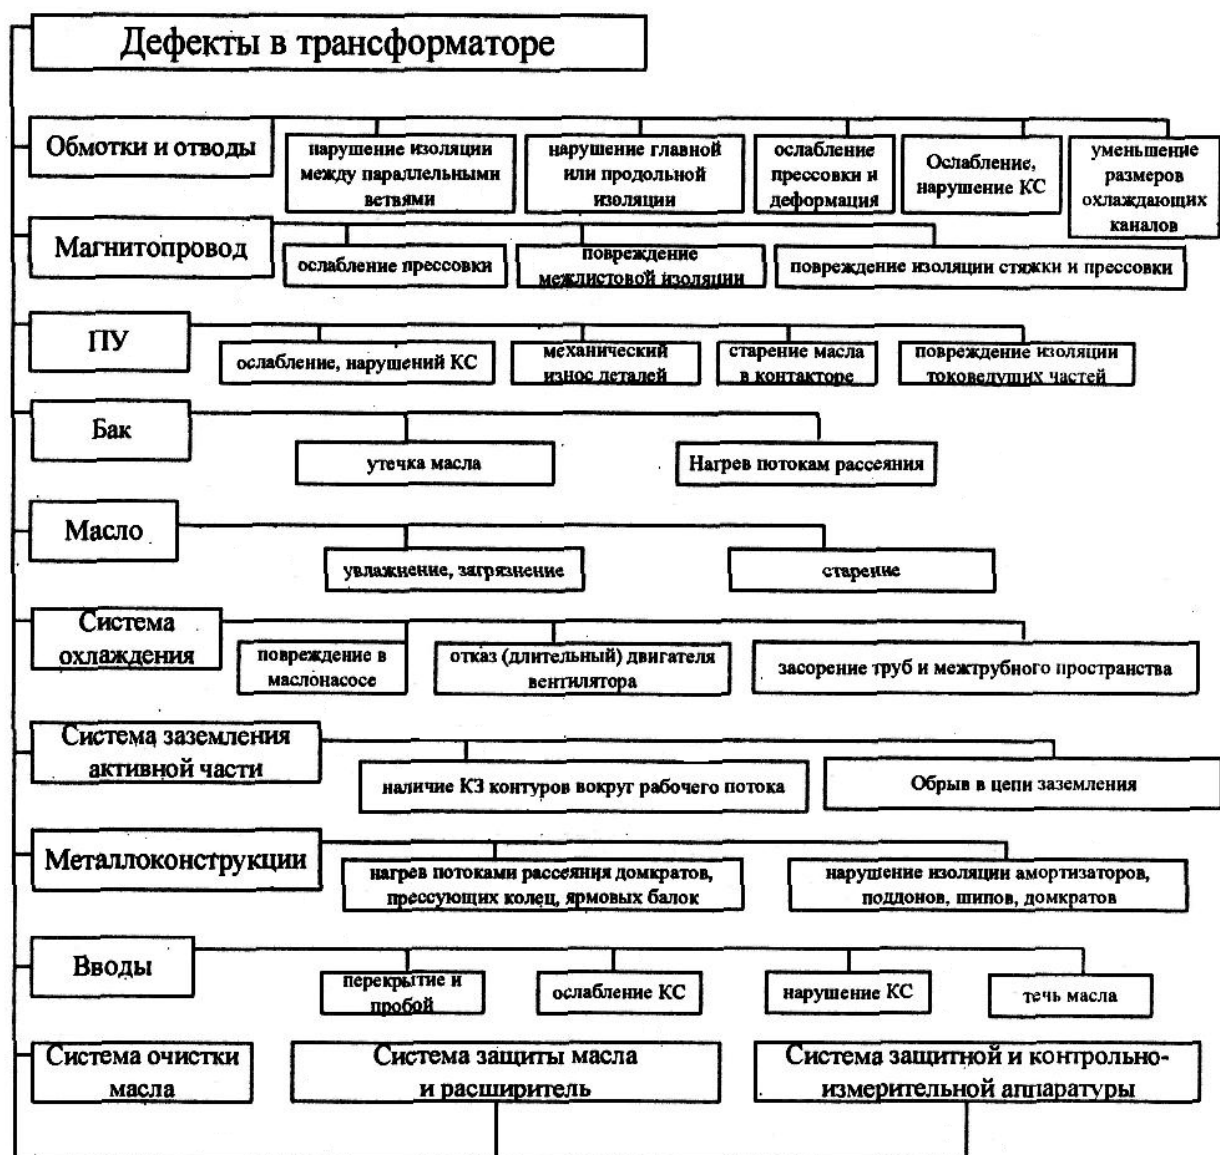 Дефекты в трансформаторе
Обмотки и отводы
нарушение изоляции
между параллельными
ветвями
нарушение главной
или продольной
изоляции
ослабление
прессовки и
деформация
Ослабление,
нарушение КС
уменьшение
размеров
охлаждающих
каналов
Магнитопровод
ослабление прессовки
повреждение
межлистовой изоляции
повреждение изоляции стяжки и прессовки
ПУ
ослабление, нарушений КС
механический
износ деталей
старение масла
в контакторе
повреждение изоляции
токоведущих частей
Бак
утечка масла
Нагрев потокам рассеяния
Масло
увлажнение, загрязнение
старение
Система
охлаждения
повреждение в
маслонасосе
отказ (длительный) двигателя
вентилятора
засорение труб и межтрубного пространства
Система заземления
активной части
наличие КЗ контуров вокруг рабочего потока
Обрыв в цепи заземления
Металлоконструкции
нагрев потоками рассеяния домкратов,
прессующих колец, ярмовых балок
нарушение изоляции амортизаторов,
поддонов, шипов, домкратов
Вводы
перекрытие и
пробой
ослабление КС
нарушение КС
течь масла
Система очистки
масла
Система защиты масла
и расширитель
Система защитной и контрольно-
измерительной аппаратуры